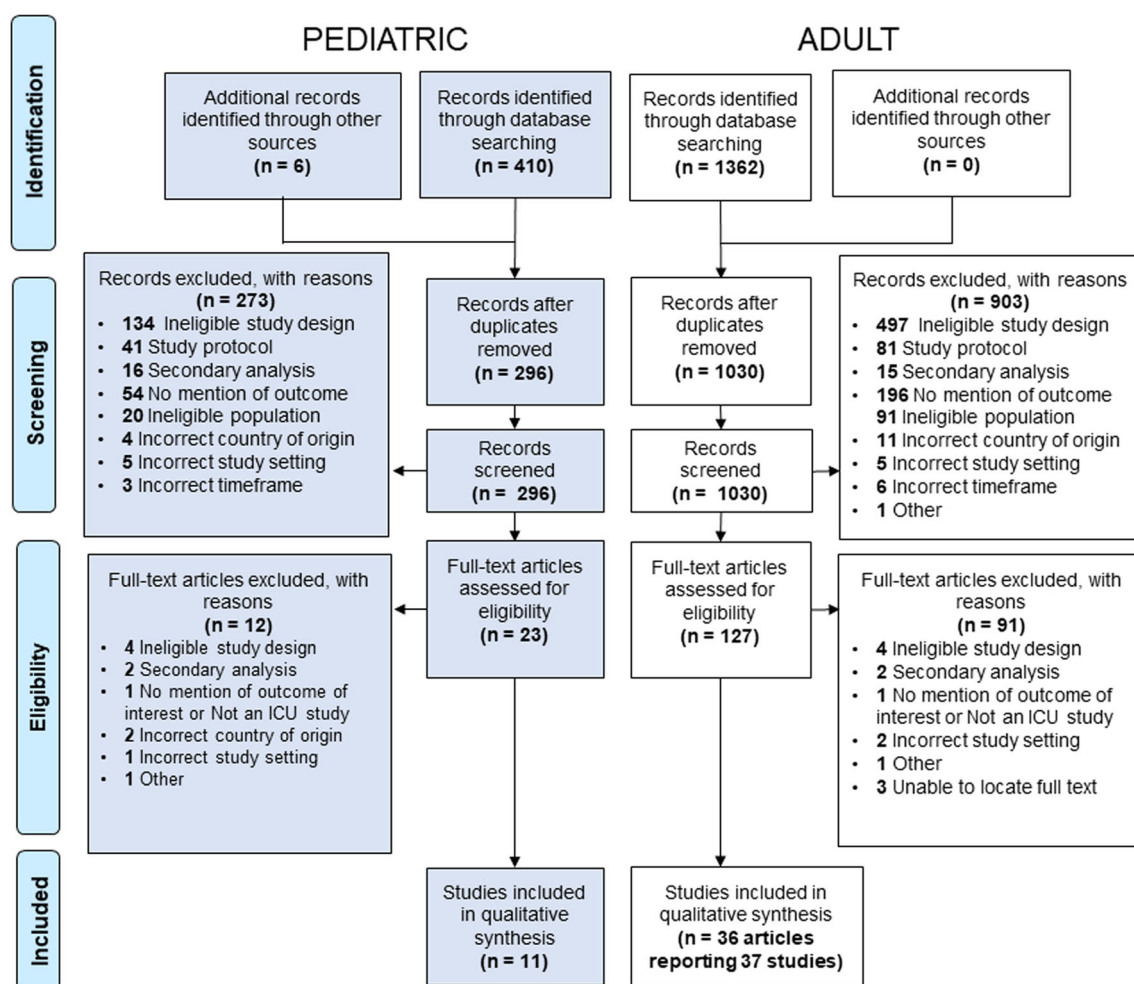 PEDIATRIC
ADULT
Identification
Additional records
identified through other
sources
(n = 6)
Records identified
through database
searching
(n = 410)
Records identified
through database
searching
(n = 1362)
Additional records
identified through other
sources
(n = 0)
Screening
Records excluded, with reasons
(n = 273)
• 134 Ineligible study design
• 41 Study protocol
• 16 Secondary analysis
• 54 No mention of outcome
• 20 Ineligible population
• 4 Incorrect country of origin
• 5 Incorrect study setting
• 3 Incorrect timeframe
Records after
duplicates
removed
(n = 296)
Records
screened
(n = 296)
Records after
duplicates
removed
(n = 1030)
Records
screened
(n = 1030)
Records excluded, with reasons
(n = 903)
• 497 Ineligible study design
• 81 Study protocol
• 15 Secondary analysis
• 196 No mention of outcome
91 Ineligible population
• 11 Incorrect country of origin
• 5 Incorrect study setting
• 6 Incorrect timeframe
• 1 Other
Eligibility
Full-text articles excluded, with
reasons
(n = 12)
• 4 Ineligible study design
• 2 Secondary analysis
• 1 No mention of outcome of
interest or Not an ICU study
• 2 Incorrect country of origin
• 1 Incorrect study setting
• 1 Other
Full-text articles
assessed for
eligibility
(n = 23)
Full-text articles
assessed for
eligibility
(n = 127)
Full-text articles excluded, with
reasons
(n = 91)
• 4 Ineligible study design
• 2 Secondary analysis
• 1 No mention of outcome of
interest or Not an ICU study
• 2 Incorrect study setting
• 1 Other
• 3 Unable to locate full text
Included
Studies included
in qualitative
synthesis
(n = 11)
Studies included in
qualitative synthesis
(n = 36 articles
reporting 37 studies)